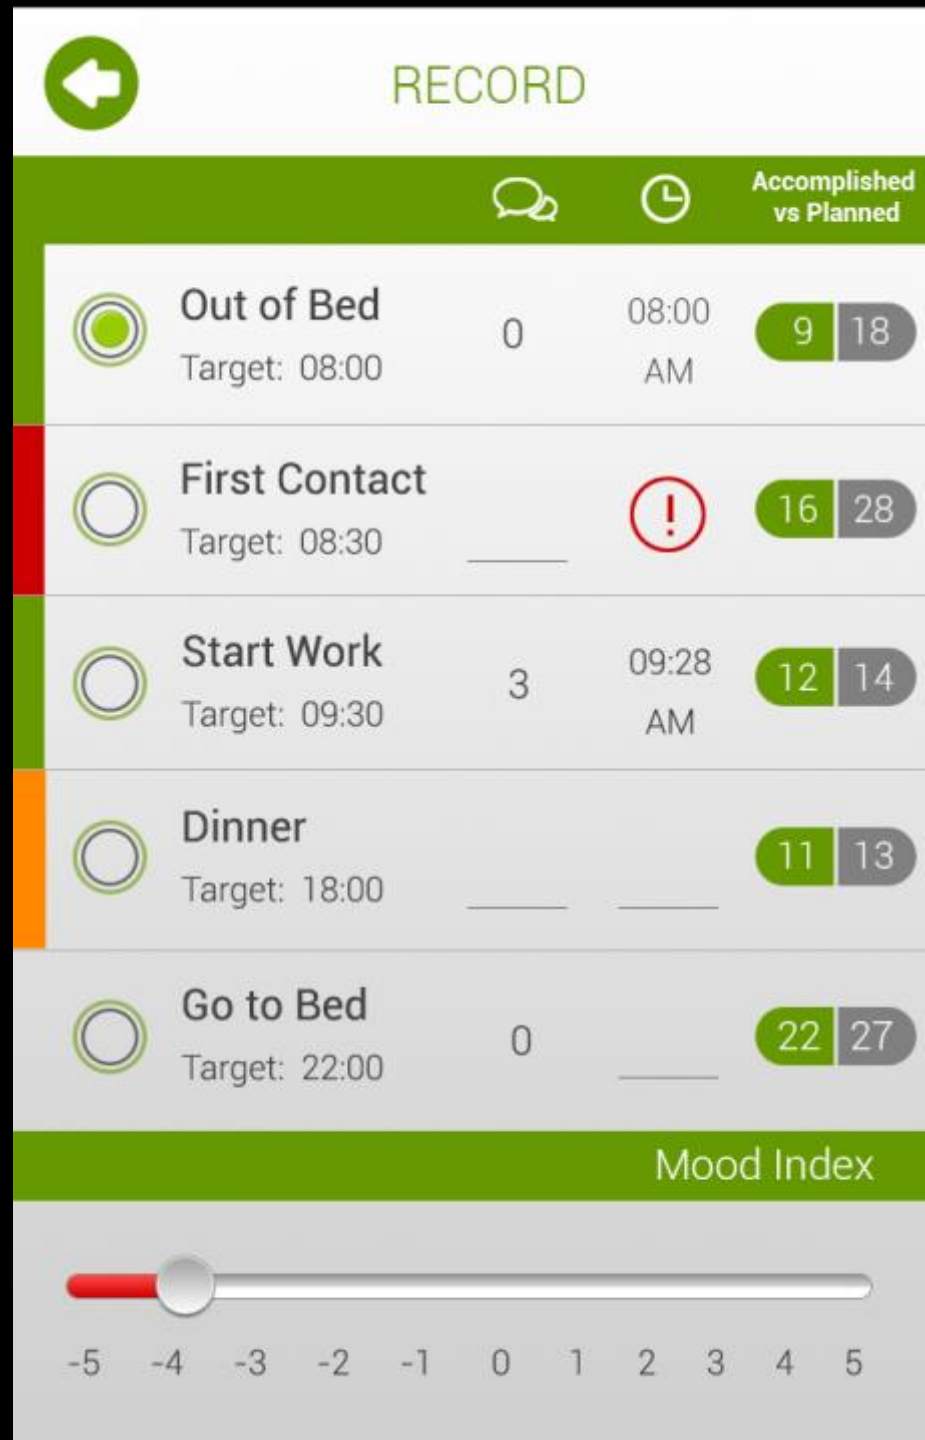 RECORD
Accomplished
vs Planned
Out of Bed
Target: 08:00
0
08:00
AM
9 18
First Contact
Target: 08:30
!
16 28
Start Work
Target: 09:30
3
09:28
AM
12 14
Dinner
Target: 18:00
11 13
Go to Bed
Target: 22:00
0
22 27
Mood Index
-5 -4 -3 -2 -1 0 1 2 3 4 5